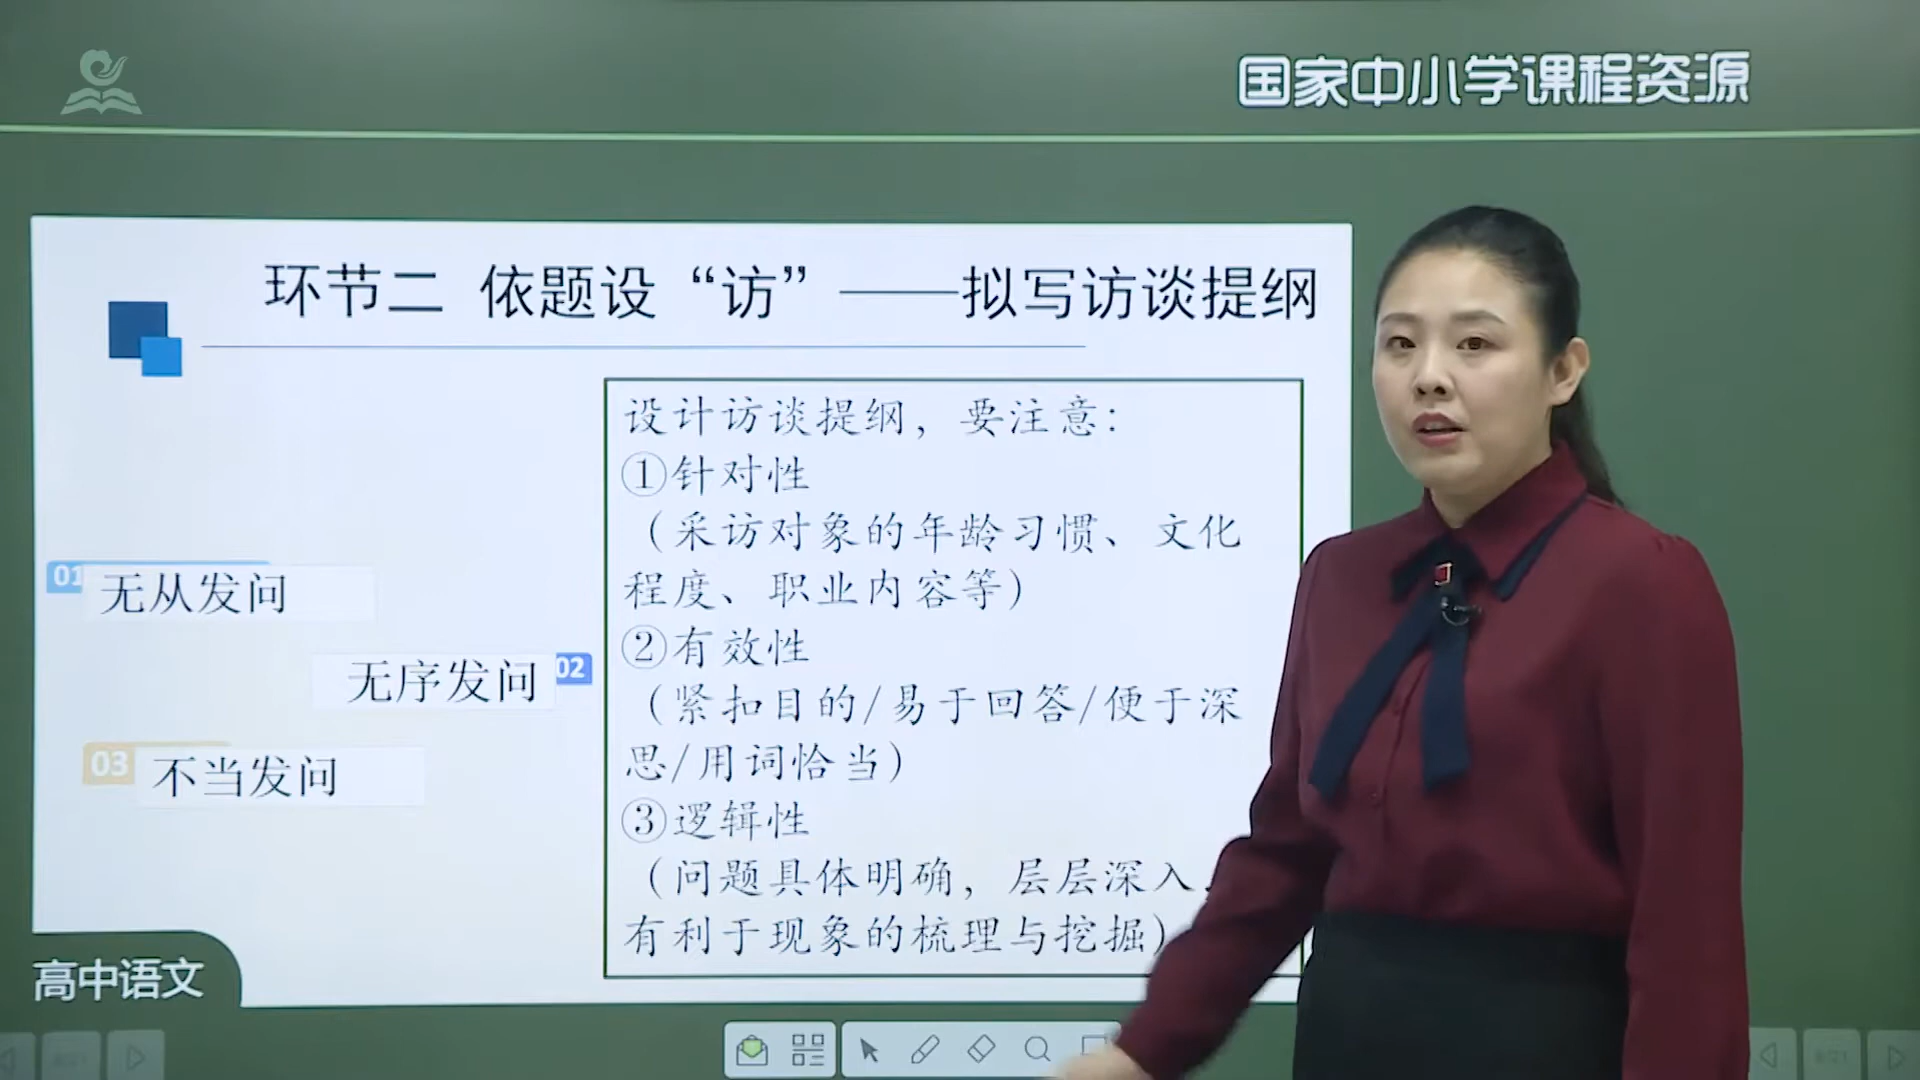 国家中小学课程资源
环节二 依题设“访”——拟写访谈提纲
01 无从发问
无序发问 02
03 不当发问
设计访谈提纲，要注意：
①针对性
（采访对象的年龄习惯、文化
程度、职业内容等）
②有效性
（紧扣目的/易于回答/便于深
思/用词恰当）
③逻辑性
（问题具体明确，层层深入
有利于现象的梳理与挖掘）
高中语文